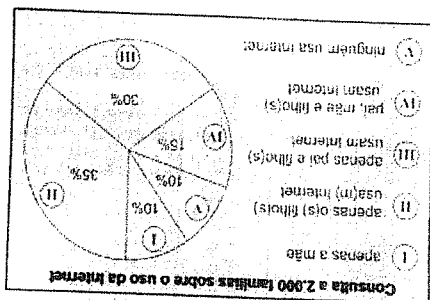 Consulta a 2.000 famílias sobre o uso da Internet
I apenas a mãe
II apenas o(s) filho(s)
usa(m) Internet
III apenas pai e filho(s)
usam Internet
IV pai, mãe e filho(s)
usam Internet
V ninguém usa Internet
I
10%
V
10%
IV
15%
30%
III
35%
II